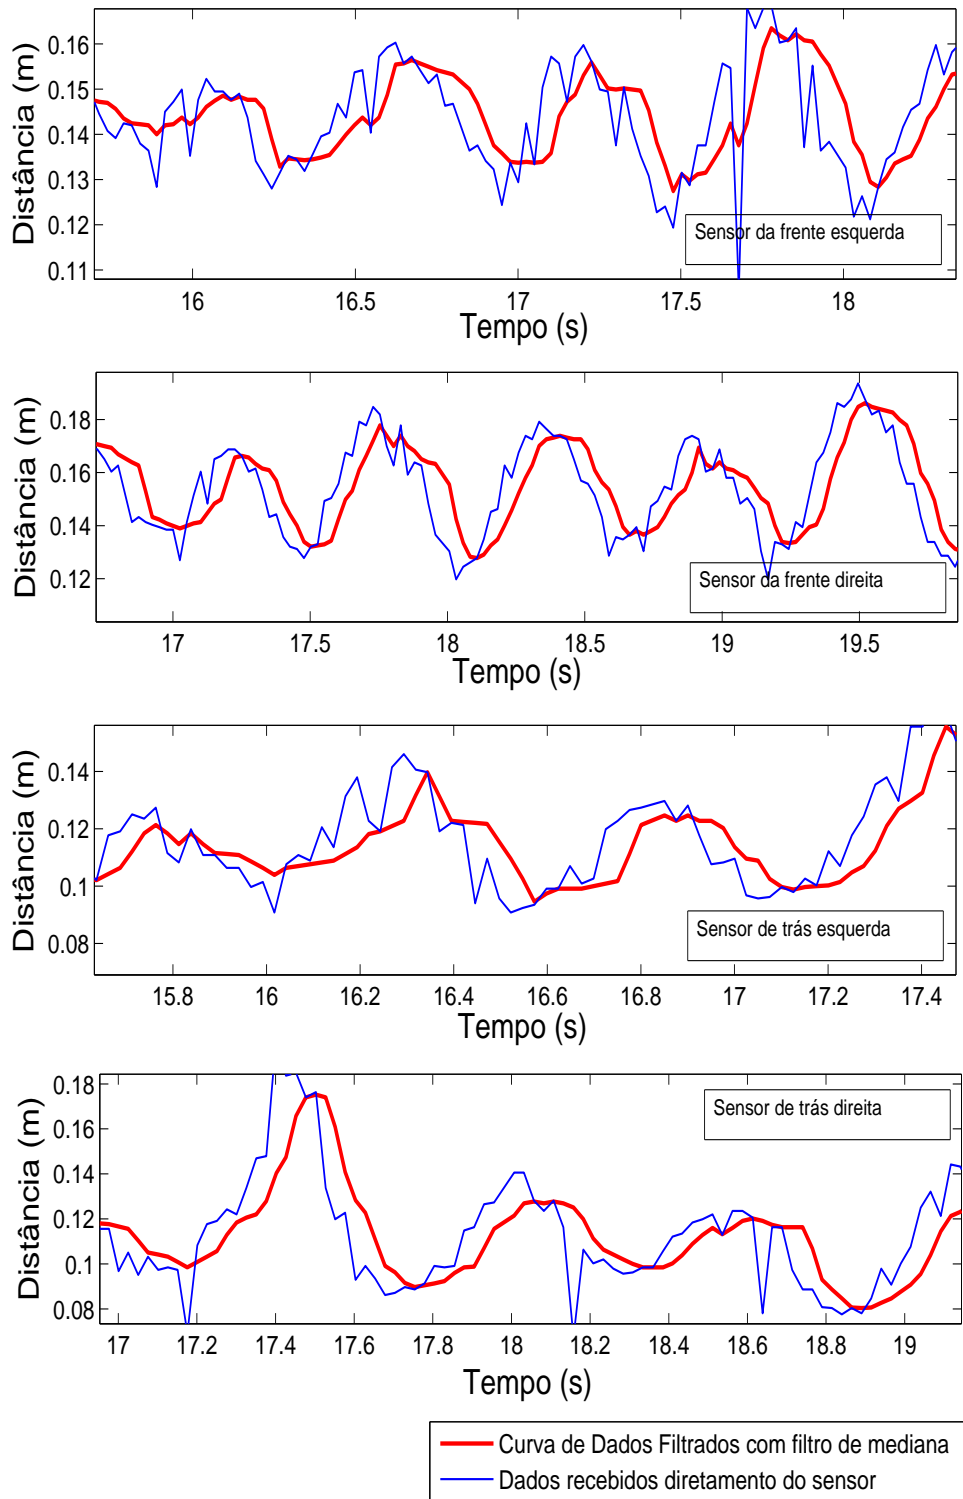 Distância (m)
0.16
0.15
0.14
0.13
0.12
0.11
Sensor da frente esquerda
16 16.5 17 17.5 18
Tempo (s)
Distância (m)
0.18
0.16
0.14
0.12
Sensor da frente direita
17 17.5 18 18.5 19 19.5
Tempo (s)
Distância (m)
0.14
0.12
0.1
0.08
Sensor de trás esquerda
15.8 16 16.2 16.4 16.6 16.8 17 17.2 17.4
Tempo (s)
Distância (m)
0.18
0.16
0.14
0.12
0.1
0.08
Sensor de trás direita
17 17.2 17.4 17.6 17.8 18 18.2 18.4 18.6 18.8 19
Tempo (s)
Curva de Dados Filtrados com filtro de mediana
Dados recebidos diretamento do sensor